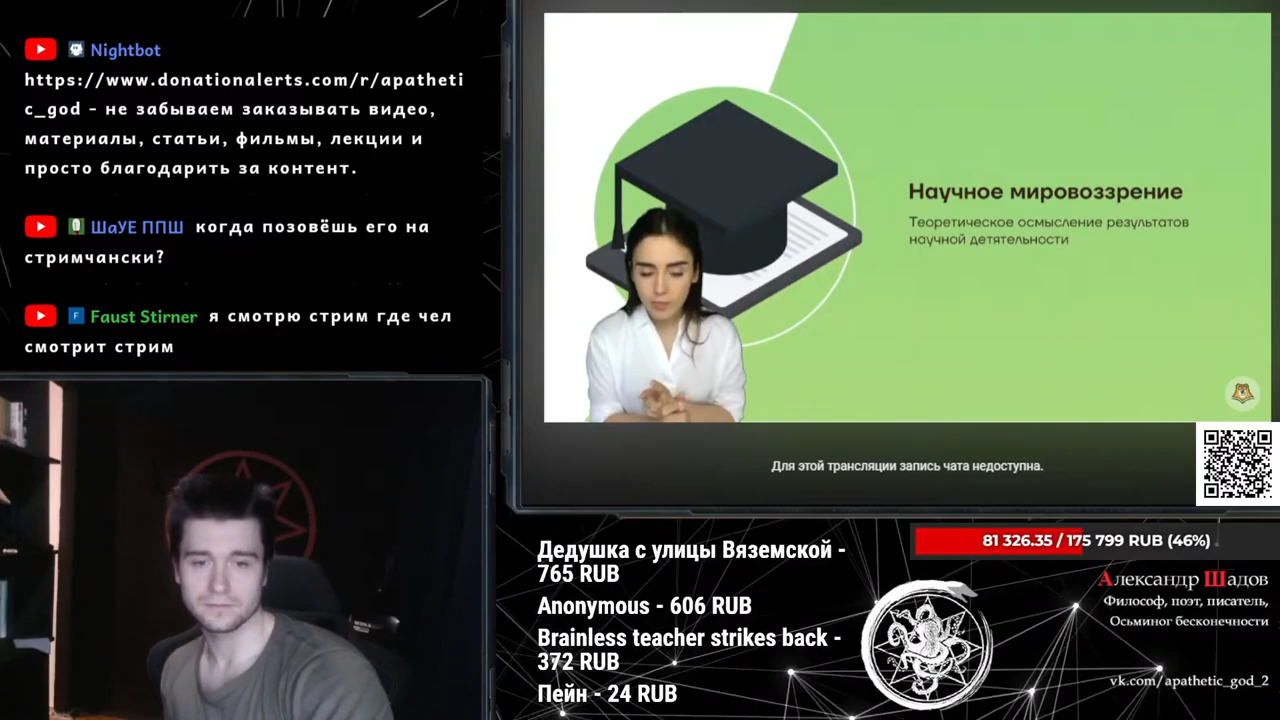 Nightbot
https://www.donationalerts.com/r/apatheti
c_god - не забываем заказывать видео,
материалы, статьи, фильмы, лекции и
просто благодарить за контент.
ШаУЕ ППШ когда позовёшь его на
стримчански?
F Faust Stirner я смотрю стрим где чел
смотрит стрим
Научное мировоззрение
Теоретическое осмысление результатов
научной детятельности
Для этой трансляции запись чата недоступна.
81 326.35 / 175 799 RUB (46%)
Дедушка с улицы Вяземской -
765 RUB
Anonymous - 606 RUB
Brainless teacher strikes back -
372 RUB
Пейн - 24 RUB
Александр Шадов
Философ, поэт, писатель,
Осьминог бесконечности
vk.com/apathetic_god_2